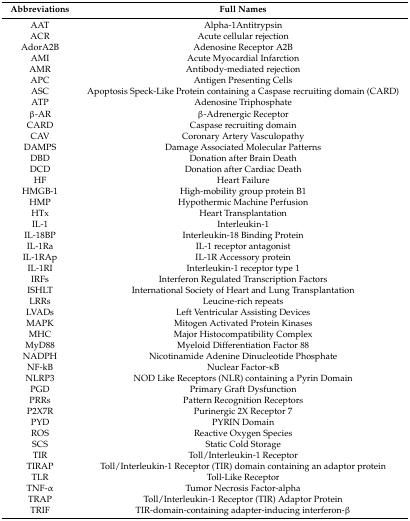 Abbreviations Full Names
AAT Alpha-1Antitrypsin
ACR Acute cellular rejection
AdorA2B Adenosine Receptor A2B
AMI Acute Myocardial Infarction
AMR Antibody-mediated rejection
APC Antigen Presenting Cells
ASC Apoptosis Speck-Like Protein containing a Caspase recruiting domain (CARD)
ATP Adenosine Triphosphate
β-AR β-Adrenergic Receptor
CARD Caspase recruiting domain
CAV Coronary Artery Vasculopathy
DAMPS Damage Associated Molecular Patterns
DBD Donation after Brain Death
DCD Donation after Cardiac Death
HF Heart Failure
HMGB-1 High-mobility group protein B1
HMP Hypothermic Machine Perfusion
HTx Heart Transplantation
IL-1 Interleukin-1
IL-18BP Interleukin-18 Binding Protein
IL-1Ra IL-1 receptor antagonist
IL-1RAp IL-1R Accessory protein
IL-1RI Interleukin-1 receptor type 1
IRFs Interferon Regulated Transcription Factors
ISHLT International Society of Heart and Lung Transplantation
LRRs Leucine-rich repeats
LVADs Left Ventricular Assisting Devices
MAPK Mitogen Activated Protein Kinases
MHC Major Histocompatibility Complex
MyD88 Myeloid Differentiation Factor 88
NADPH Nicotinamide Adenine Dinucleotide Phosphate
NF-kB Nuclear Factor-κB
NLRP3 NOD Like Receptors (NLR) containing a Pyrin Domain
PGD Primary Graft Dysfunction
PRRs Pattern Recognition Receptors
P2X7R Purinergic 2X Receptor 7
PYD PYRIN Domain
ROS Reactive Oxygen Species
SCS Static Cold Storage
TIR Toll/Interleukin-1 Receptor
TIRAP Toll/Interleukin-1 Receptor (TIR) domain containing an adaptor protein
TLR Toll-Like Receptor
TNF-α Tumor Necrosis Factor-alpha
TRAP Toll/Interleukin-1 Receptor (TIR) Adaptor Protein
TRIF TIR-domain-containing adapter-inducing interferon-β